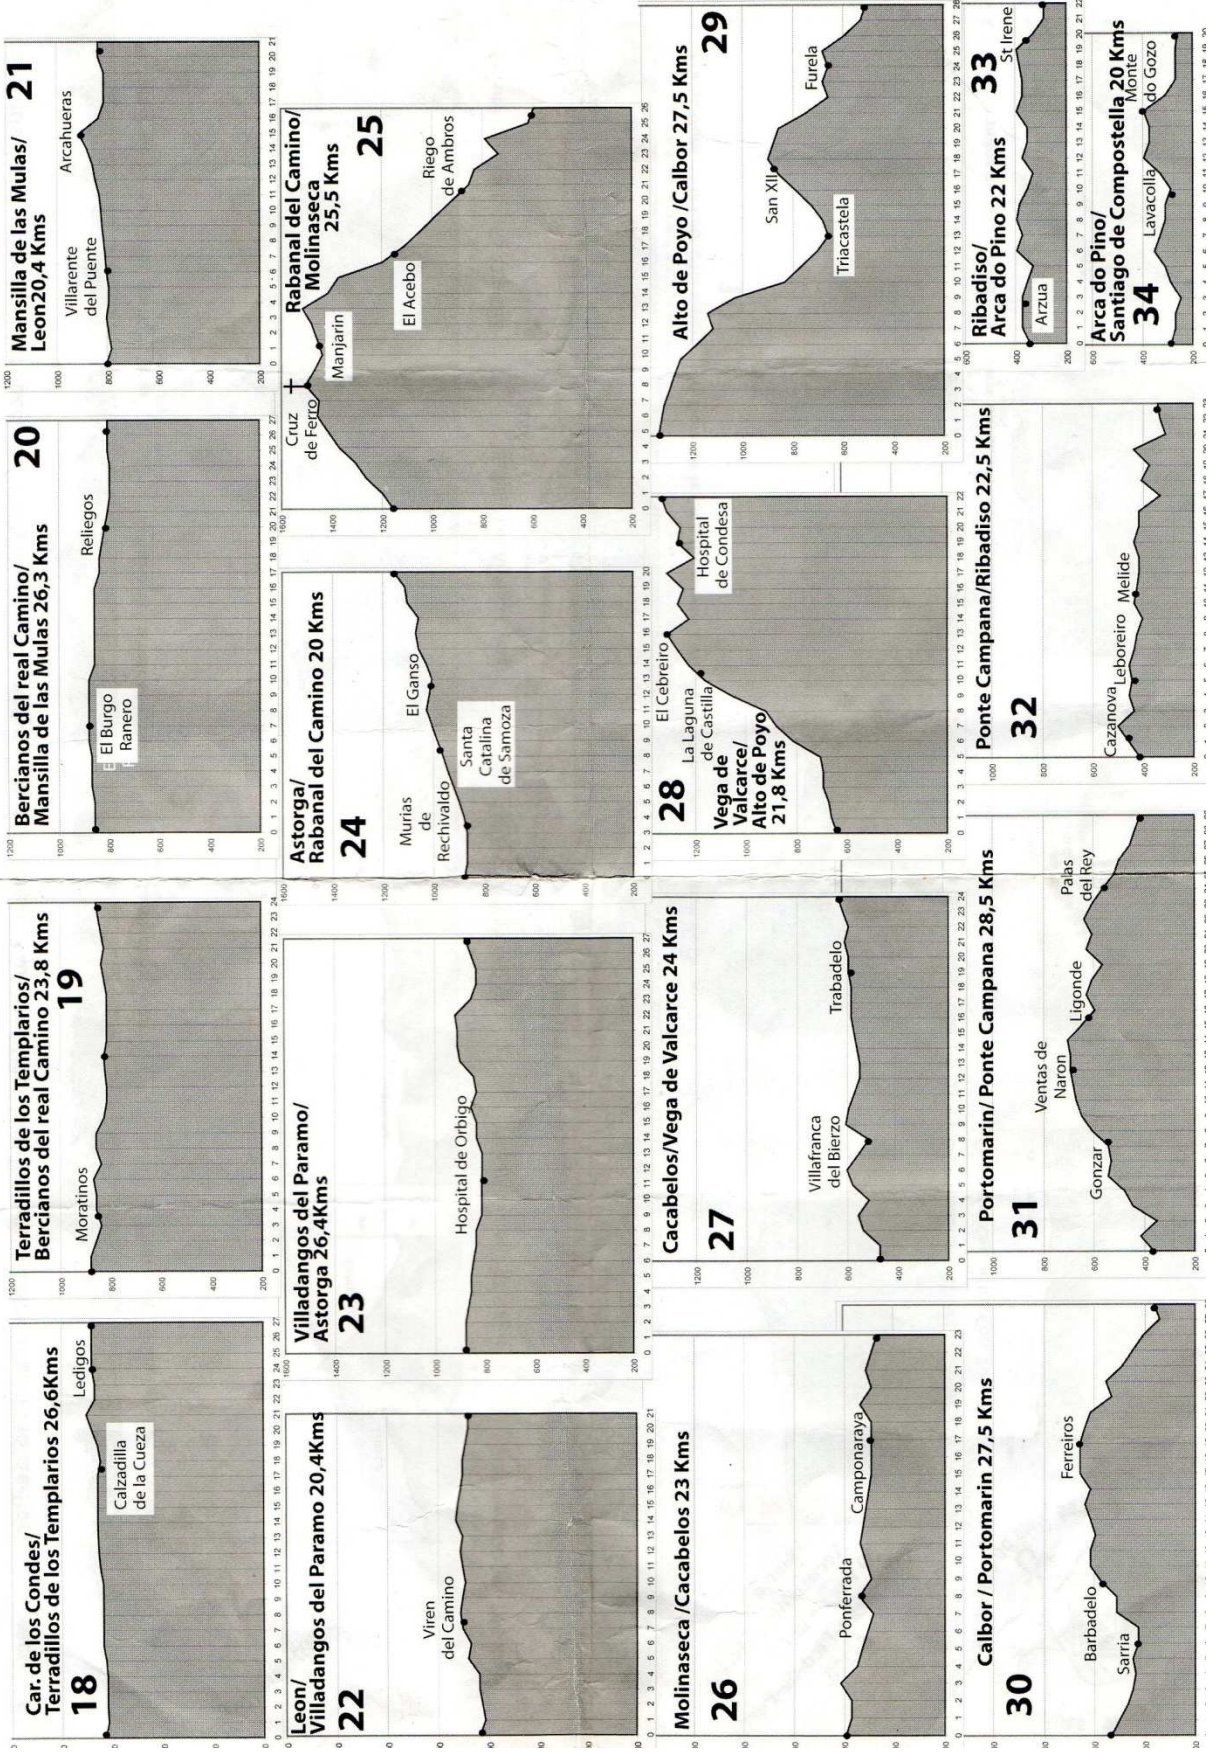 Car. de los Condes/
Terradillos de los Templarios 26,6Kms
18
Calzadilla
de la Cueza
Ledigos
Terradillos de los Templarios/
Bercianos del real Camino 23,8 Kms
19
Moratinos
Bercianos del real Camino/
Mansilla de las Mulas 26,3 Kms
20
El Burgo
Ranero
Reliegos
Mansilla de las Mulas/
Leon20,4 Kms
21
Villarente
del Puente
Arcahueras
Leon/
Villadangos del Paramo 20,4Kms
22
Viren
del Camino
Villadangos del Paramo/
Astorga 26,4Kms
23
Hospital de Orbigo
Astorga/
Rabanal del Camino 20 Kms
24
Murias
de
Rechivaldo
Santa
Catalina
de Samoza
El Ganso
Rabanal del Camino/
Molinaseca
25,5 Kms
25
Cruz
de Ferro
Manjarin
El Acebo
Riego
de Ambros
Molinaseca /Cacabelos 23 Kms
26
Ponferrada
Camponaraya
Cacabelos/Vega de Valcarce 24 Kms
27
Villafranca
del Bierzo
Trabadelo
28
Vega de
Valcarce/
Alto de Poyo
21,8 Kms
La Laguna
de Castilla
El Cebreiro
Hospital
de Condesa
Alto de Poyo /Calbor 27,5 Kms
29
Triacastela
San XII
Furela
Calbor / Portomarin 27,5 Kms
30
Sarria
Barbadelo
Ferreiros
Portomarin/ Ponte Campana 28,5 Kms
31
Gonzar
Ventas de
Naron
Ligonde
Palas
del Rey
Ponte Campana/Ribadiso 22,5 Kms
32
Cazanova
Leboreiro
Melide
Ribadiso/
Arca do Pino 22 Kms
33
Arzua
St Irene
Arca do Pino/
Santiago de Compostella 20 Kms
34
Lavacolla
Monte
do Gozo